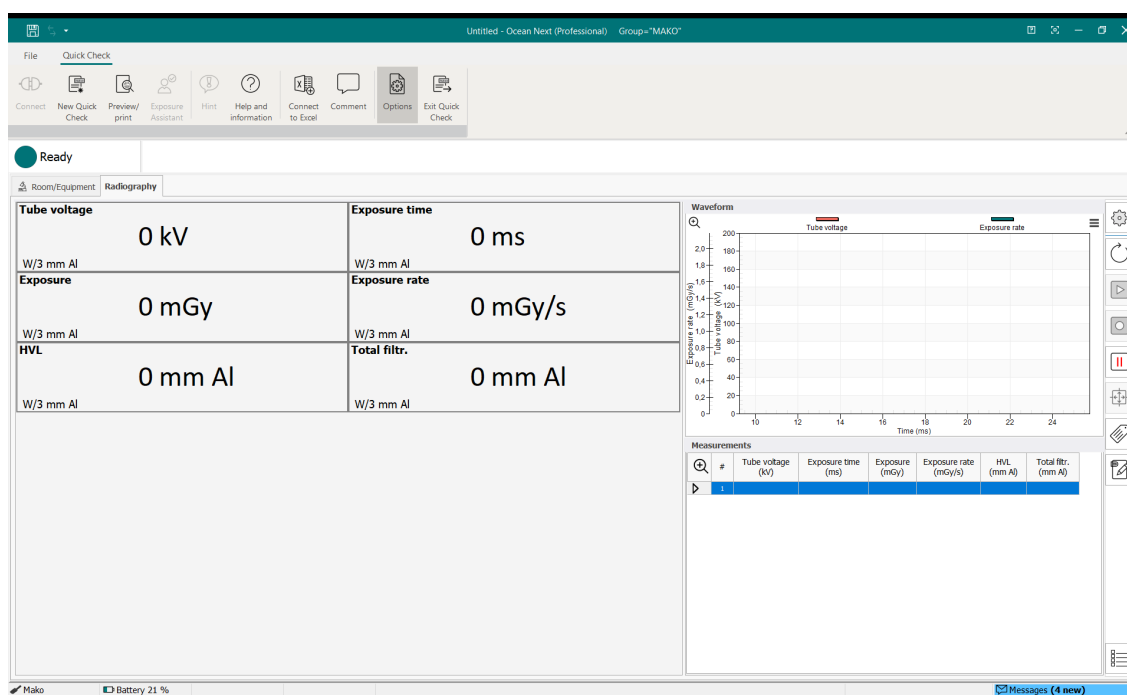 Untitled - Ocean Next (Professional) Group="MAKO"
File Quick Check
Connect
New Quick Check
Preview/ print
Exposure Assistant
Hint
Help and information
Connect to Excel
Comment
Options
Exit Quick Check
Ready
Room/Equipment Radiography
Tube voltage
0 kV
W/3 mm Al
Exposure time
0 ms
W/3 mm Al
Exposure
0 mGy
W/3 mm Al
Exposure rate
0 mGy/s
W/3 mm Al
HVL
0 mm Al
W/3 mm Al
Total filtr.
0 mm Al
W/3 mm Al
Waveform
Tube voltage Exposure rate
Exposure rate (mGy/s)
2,0
1,8
1,6
1,4
1,2
1,0
0,8
0,6
0,4
0,2
0
Tube voltage (kV)
200
180
160
140
120
100
80
60
40
20
0
10 12 14 16 18 20 22 24
Time (ms)
Measurements
# Tube voltage (kV) Exposure time (ms) Exposure (mGy) Exposure rate (mGy/s) HVL (mm Al) Total filtr. (mm Al)
1
Mako Battery 21 % Messages (4 new)